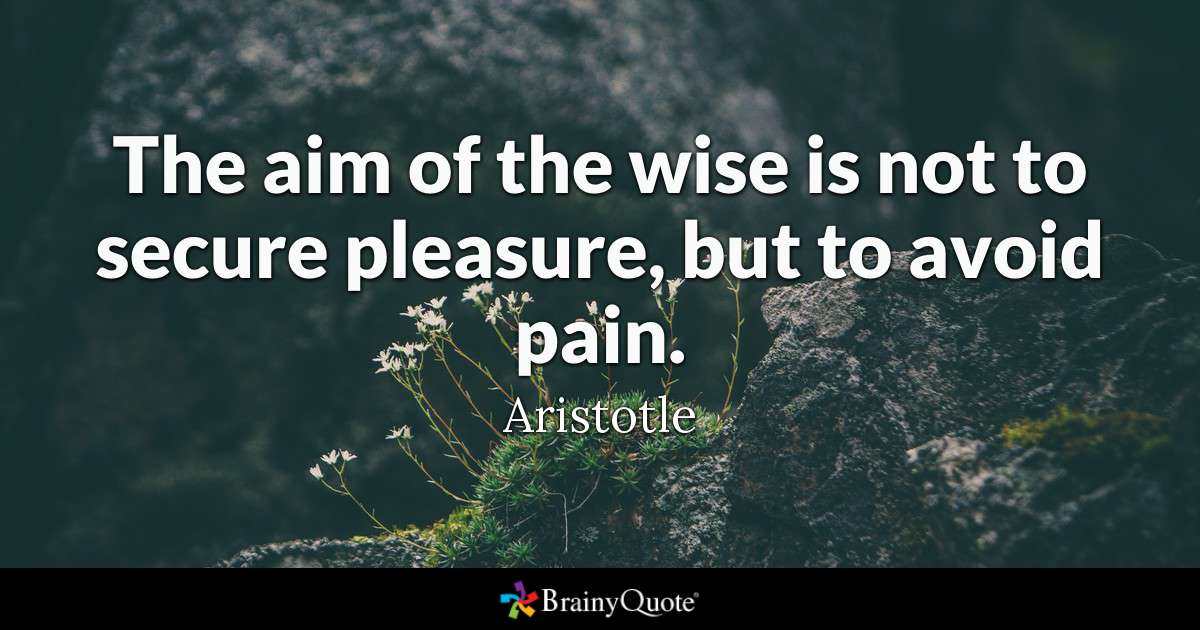 The aim of the wise is not to
secure pleasure, but to avoid
pain.
Aristotle
BrainyQuote®